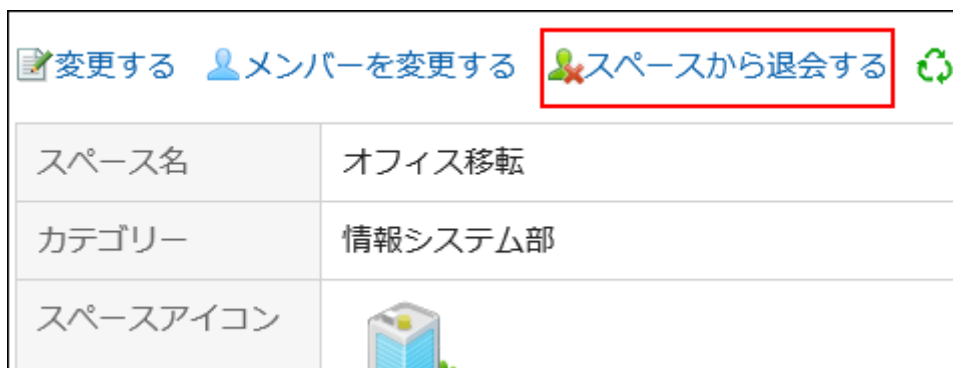 変更する メンバーを変更する スペースから退会する
スペース名 オフィス移転
カテゴリー 情報システム部
スペースアイコン